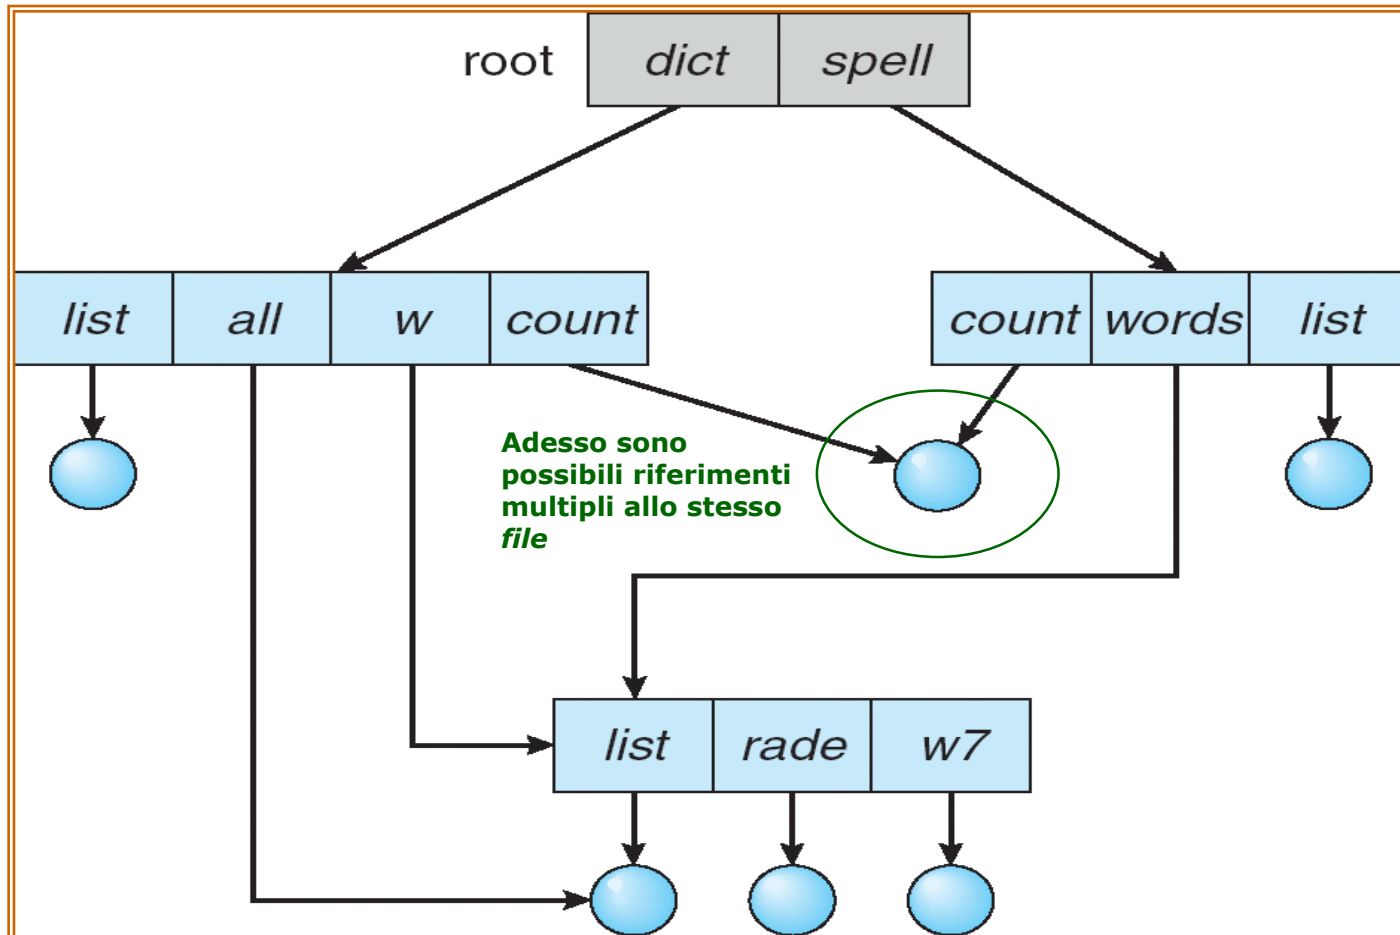 root dict spell
list all w count count words list
Adesso sono
possibili riferimenti
multipli allo stesso
file
list rade w7